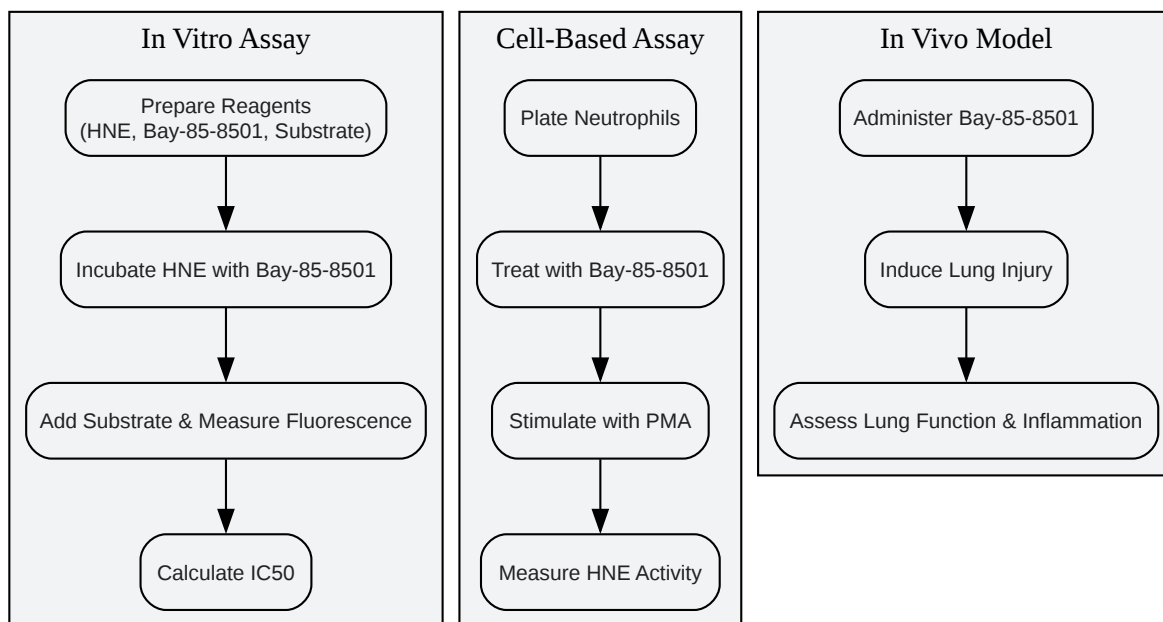 In Vitro Assay
Prepare Reagents
(HNE, Bay-85-8501, Substrate)
Incubate HNE with Bay-85-8501
Add Substrate & Measure Fluorescence
Calculate IC50
Cell-Based Assay
Plate Neutrophils
Treat with Bay-85-8501
Stimulate with PMA
Measure HNE Activity
In Vivo Model
Administer Bay-85-8501
Induce Lung Injury
Assess Lung Function & Inflammation